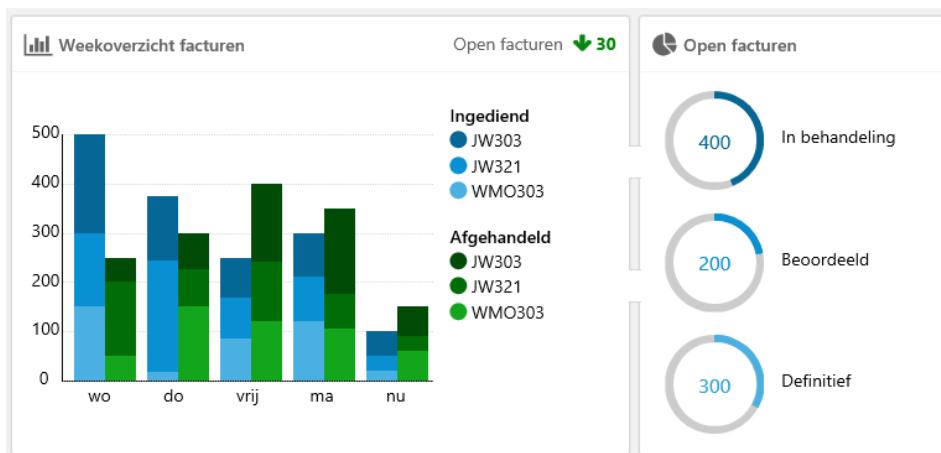 Weekoverzicht facturen
Open facturen 30
500
400
300
200
100
0
wo do vrij ma nu
Ingediend
JW303
JW321
WMO303
Afgehandeld
JW303
JW321
WMO303
Open facturen
400 In behandeling
200 Beoordeeld
300 Definitief